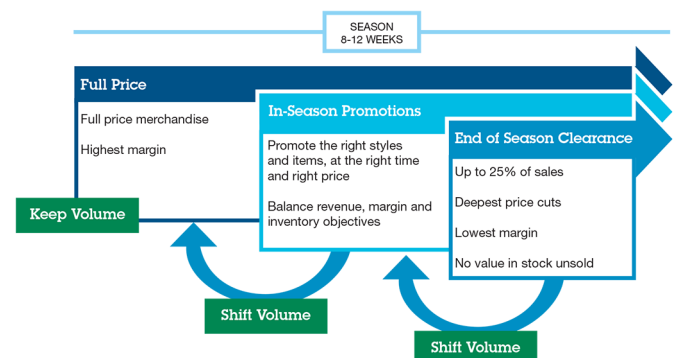 SEASON
8-12 WEEKS
Full Price
Full price merchandise
Highest margin
Keep Volume
In-Season Promotions
Promote the right styles
and items, at the right time
and right price
Balance revenue, margin and
inventory objectives
End of Season Clearance
Up to 25% of sales
Deepest price cuts
Lowest margin
No value in stock unsold
Shift Volume
Shift Volume